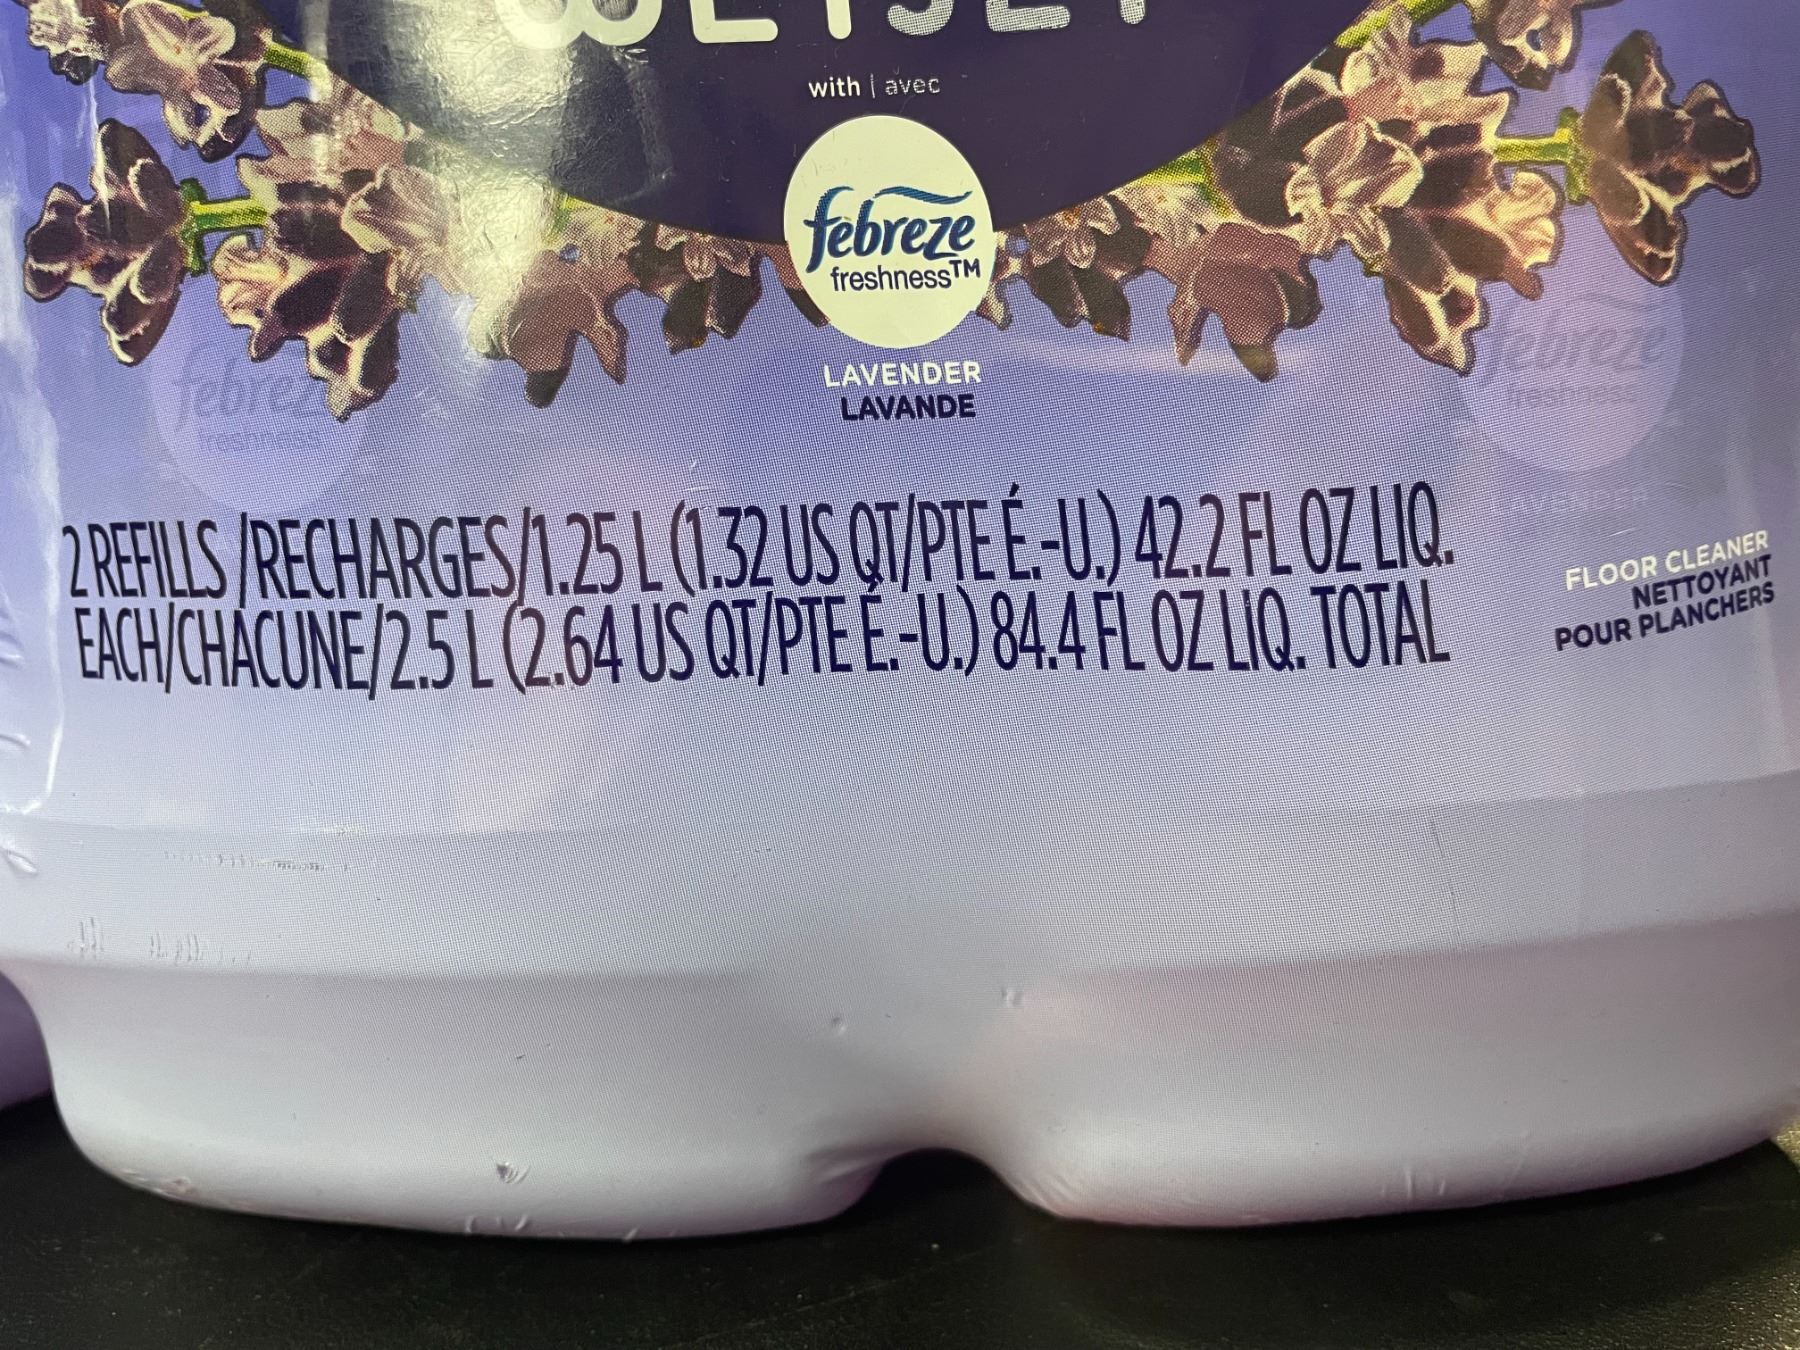 WETJET
with | avec
febreze
freshness™
LAVENDER
LAVANDE
2 REFILLS /RECHARGES/1.25 L (1.32 US QT/PTE É.-U.) 42.2 FL OZ LIQ.
EACH/CHACUNE/2.5 L (2.64 US QT/PTE É.-U.) 84.4 FL OZ LIQ. TOTAL
FLOOR CLEANER
NETTOYANT
POUR PLANCHERS